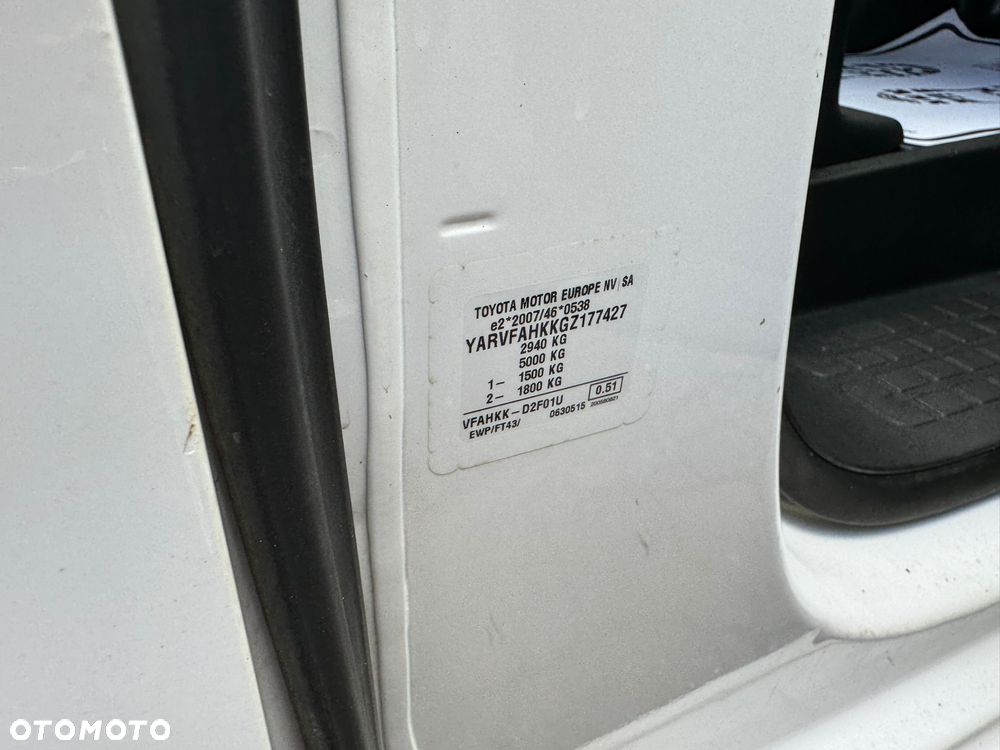 TOYOTA MOTOR EUROPE NV/SA
e2*2007/46*0538
YARVFAHKKGZ177427
2940 KG
5000 KG
1- 1500 KG
2- 1800 KG
VFAHKK-D2F01U 0.51
EWP/FT43/ 0630515 200580821
OTOMOTO